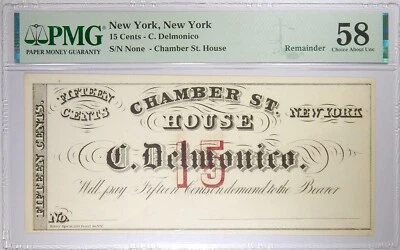 PMG
PAPER MONEY GUARANTY
New York, New York
15 Cents - C. Delmonico
S/N None - Chamber St. House
Remainder
58
Choice About Unc
FIFTEEN CENTS
CHAMBER ST.
HOUSE
NEW YORK
FIFTEEN CENTS.
C. Delmonico.
15
Will pay Fifteen Cents on demand to the Bearer
No.